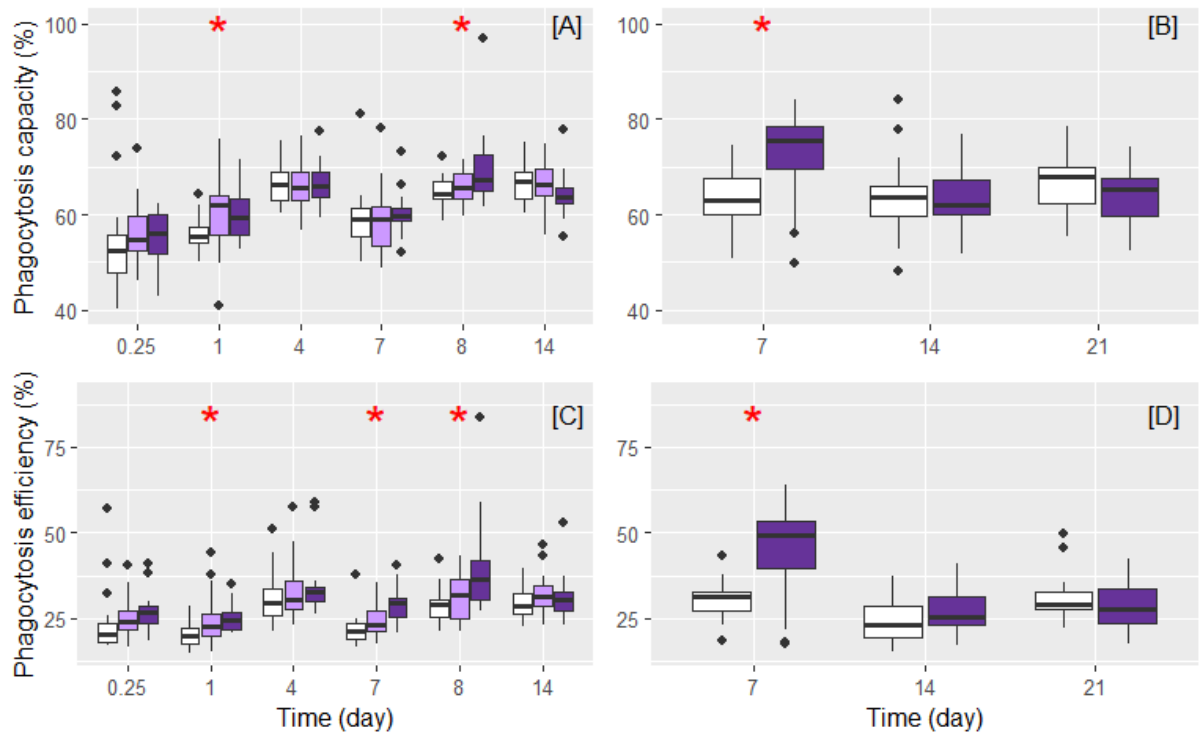 Phagocytosis capacity (%)
100
80
60
40
* *
[A]
0.25 1 4 7 8 14
100
80
60
40
*
[B]
7 14 21
Phagocytosis efficiency (%)
75
50
25
* * *
[C]
0.25 1 4 7 8 14
Time (day)
75
50
25
*
[D]
7 14 21
Time (day)